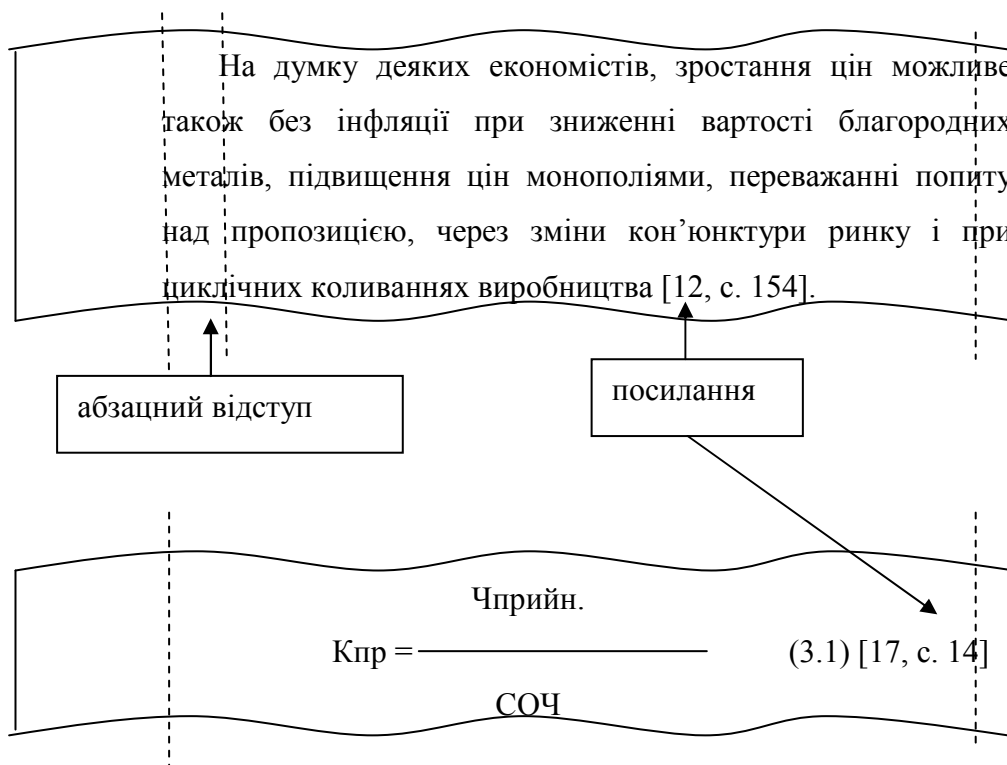 На думку деяких економістів, зростання цін можливе
також без інфляції при зниженні вартості благородних
металів, підвищення цін монополіями, переважанні попиту
над пропозицією, через зміни кон’юнктури ринку і при
циклічних коливаннях виробництва [12, с. 154].
абзацний відступ
посилання
Чприйн.
Кпр = (3.1) [17, с. 14]
СОЧ